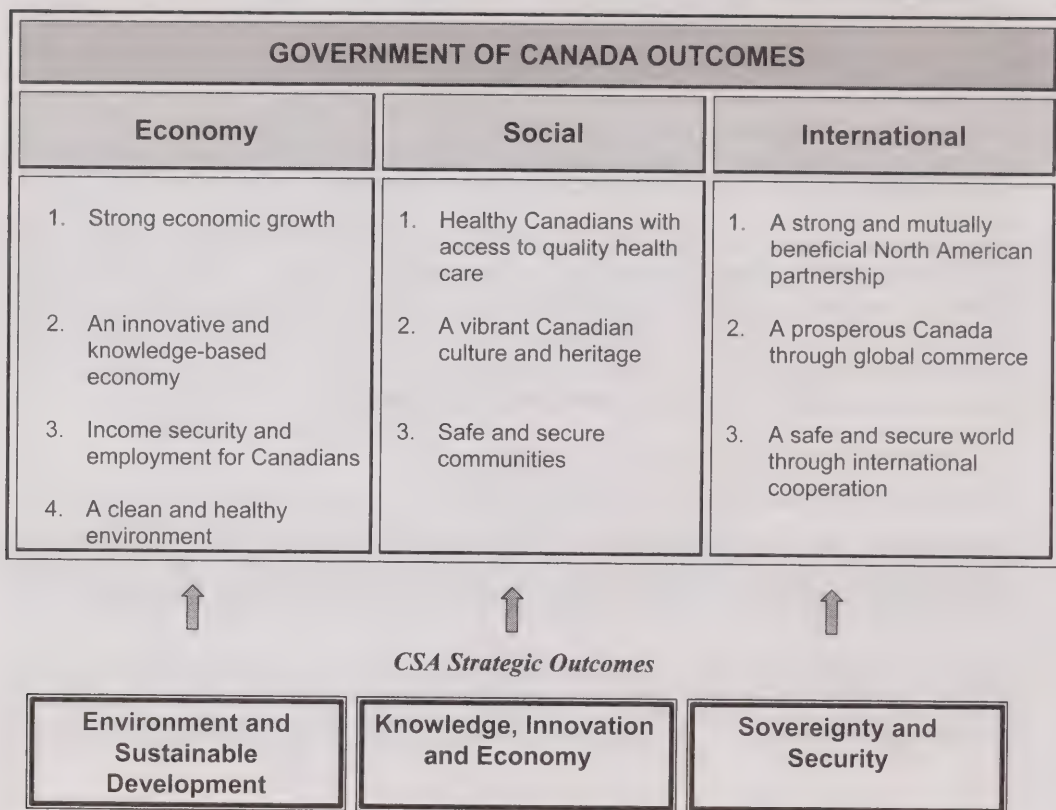 GOVERNMENT OF CANADA OUTCOMES
Economy
1. Strong economic growth
2. An innovative and
knowledge-based
economy
3. Income security and
employment for Canadians
4. A clean and healthy
environment
Social
1. Healthy Canadians with
access to quality health
care
2. A vibrant Canadian
culture and heritage
3. Safe and secure
communities
International
1. A strong and mutually
beneficial North American
partnership
2. A prosperous Canada
through global commerce
3. A safe and secure world
through international
cooperation
CSA Strategic Outcomes
Environment and
Sustainable
Development
Knowledge, Innovation
and Economy
Sovereignty and
Security